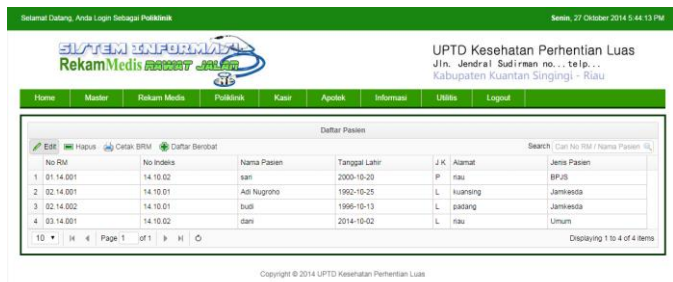 Selamat Datang, Anda Login Sebagai Poliklinik
Senin, 27 Oktober 2014 5:44:13 PM
SISTEM INFORMASI
RekamMedis RAWAT JALAN
UPTD Kesehatan Perhentian Luas
Jln. Jendral Sudirman no...telp...
Kabupaten Kuantan Singingi - Riau
Home Master Rekam Medis Poliklinik Kasir Apotek Informasi Utilitis Logout
Daftar Pasien
Edit Hapus Cetak BRM Daftar Berobat Search Cari No RM / Nama Pasien
No RM No Indeks Nama Pasien Tanggal Lahir J K Alamat Jenis Pasien
1 01.14.001 14.10.02 sari 2000-10-20 P riau BPJS
2 02.14.001 14.10.01 Adi Nugroho 1992-10-25 L kuansing Jamkesda
3 02.14.002 14.10.01 budi 1996-10-13 L padang Jamkesda
4 03.14.001 14.10.02 dani 2014-10-02 L riau Umum
10 Page 1 of 1 Displaying 1 to 4 of 4 items
Copyright © 2014 UPTD Kesehatan Perhentian Luas